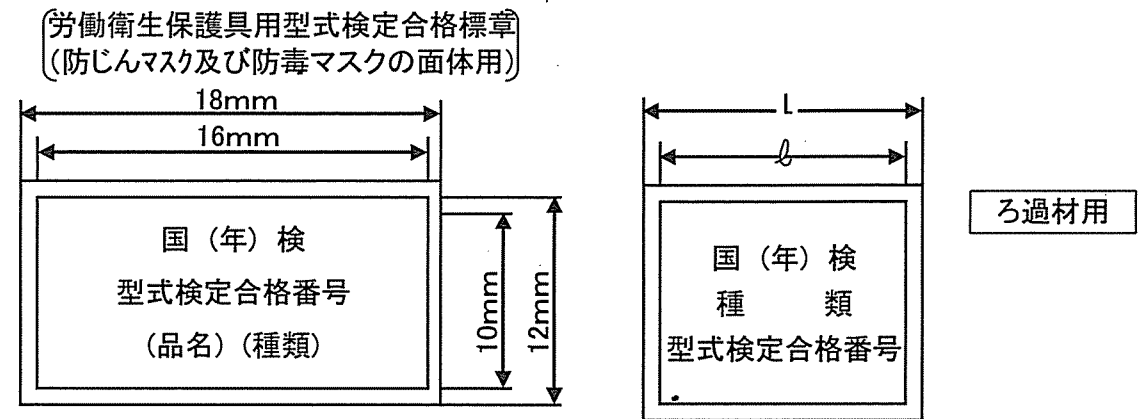 労働衛生保護具用型式検定合格標章
(防じんマスク及び防毒マスクの面体用)
18mm
16mm
国（年）検
型式検定合格番号
(品名)(種類)
10mm
12mm
L
ℓ
国（年）検
種　　類
型式検定合格番号
ろ過材用